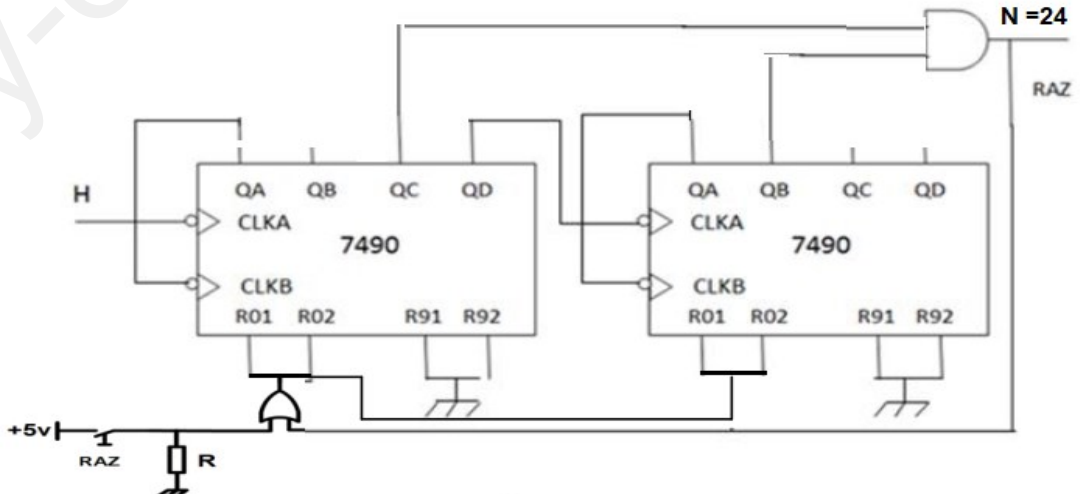 N =24
RAZ
H
QA QB QC QD
CLKA
7490
CLKB
R01 R02 R91 R92
QA QB QC QD
CLKA
7490
CLKB
R01 R02 R91 R92
+5v
RAZ
R
y-